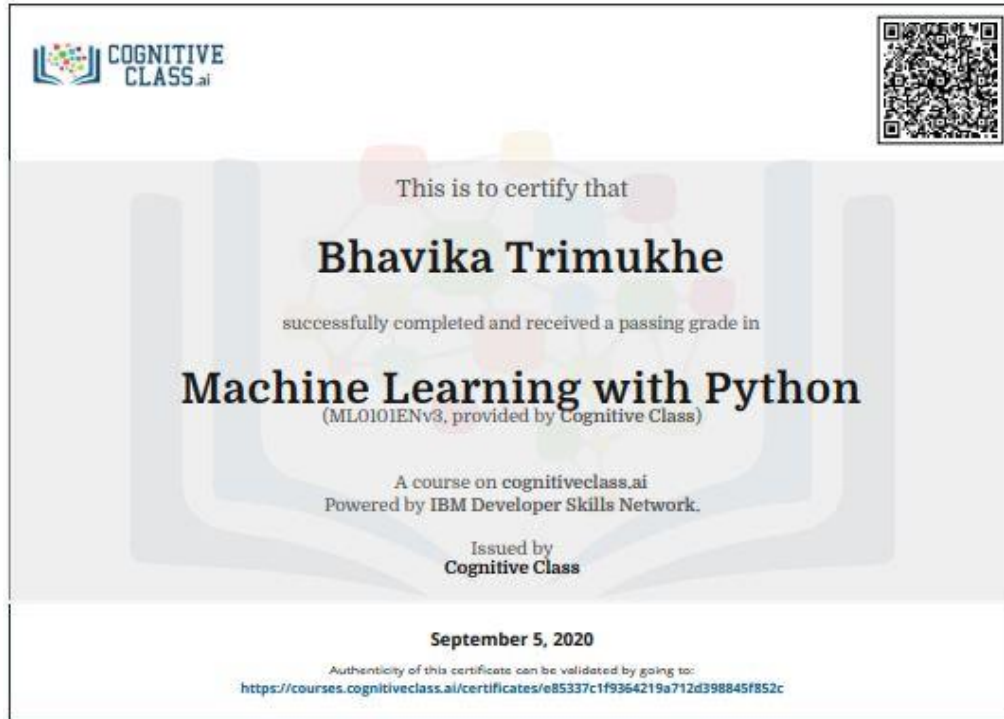 COGNITIVE
CLASS.ai
This is to certify that
Bhavika Trimukhe
successfully completed and received a passing grade in
Machine Learning with Python
(ML0101ENv3, provided by Cognitive Class)
A course on cognitiveclass.ai
Powered by IBM Developer Skills Network.
Issued by
Cognitive Class
September 5, 2020
Authenticity of this certificate can be validated by going to:
https://courses.cognitiveclass.ai/certificates/e85337c1f9364219a712d398845f852c